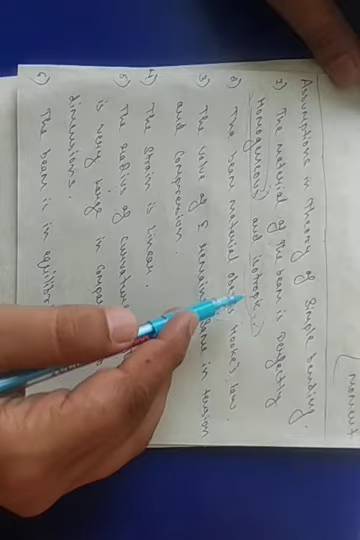 moment
Assumptions in theory of simple bending.
1) The material of the beam is perfectly
Homogeneous and isotropic.
2) The beam material obeys Hooke's law.
3) The value of E remains same in tension
and compression.
4) The strain is linear.
5) The radius of curvature
is very large in
dimensions.
6) The beam is in